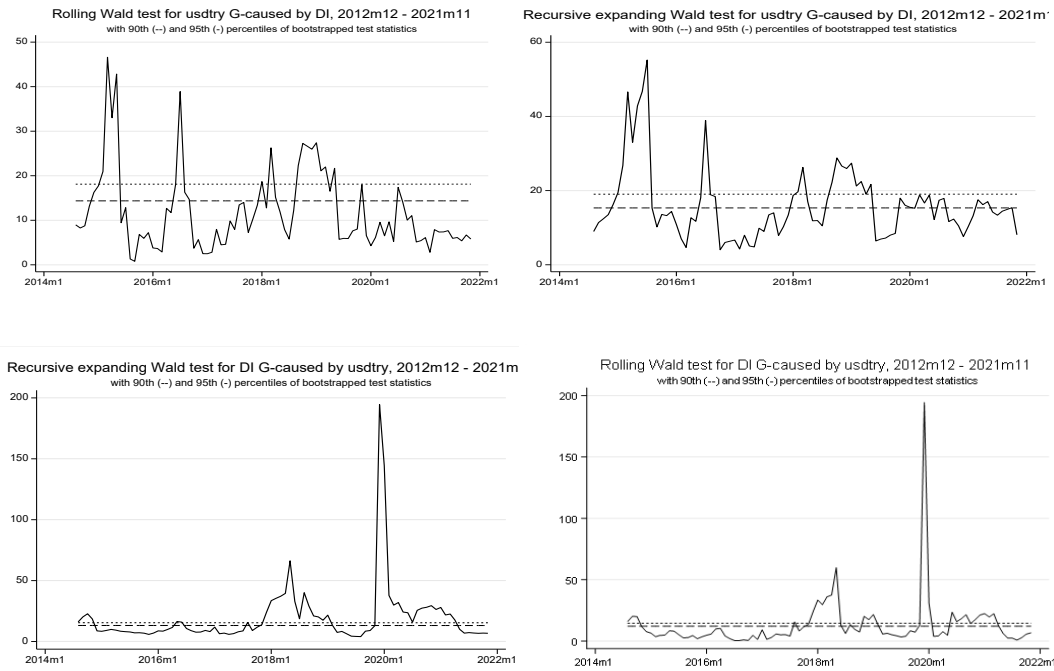 Rolling Wald test for usdtry G-caused by DI, 2012m12 - 2021m11
with 90th (--) and 95th (-) percentiles of bootstrapped test statistics
50
40
30
20
10
0
2014m1
2016m1
2018m1
2020m1
2022m1
Recursive expanding Wald test for usdtry G-caused by DI, 2012m12 - 2021m1
with 90th (--) and 95th (-) percentiles of bootstrapped test statistics
60
40
20
0
2014m1
2016m1
2018m1
2020m1
2022m1
Recursive expanding Wald test for DI G-caused by usdtry, 2012m12 - 2021m
with 90th (--) and 95th (-) percentiles of bootstrapped test statistics
200
150
100
50
0
2014m1
2016m1
2018m1
2020m1
2022m1
Rolling Wald test for DI G-caused by usdtry, 2012m12 - 2021m11
with 90th (--) and 95th (-) percentiles of bootstrapped test statistics
200
150
100
50
0
2014m1
2016m1
2018m1
2020m1
2022m